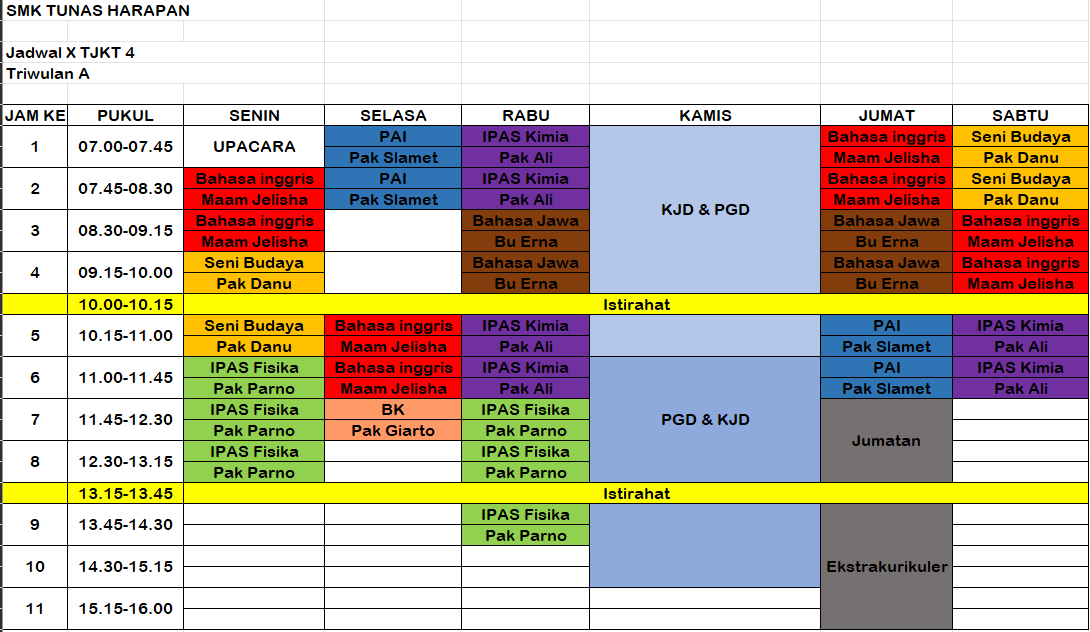 SMK TUNAS HARAPAN
Jadwal X TJKT 4
Triwulan A
JAM KE PUKUL SENIN SELASA RABU KAMIS JUMAT SABTU
1 07.00-07.45 UPACARA PAI IPAS Kimia Bahasa inggris Seni Budaya
Pak Slamet Pak Ali Maam Jelisha Pak Danu
2 07.45-08.30 Bahasa inggris PAI IPAS Kimia Bahasa inggris Seni Budaya
Maam Jelisha Pak Slamet Pak Ali Maam Jelisha Pak Danu
KJD & PGD
3 08.30-09.15 Bahasa inggris Bahasa Jawa Bahasa Jawa Bahasa inggris
Maam Jelisha Bu Erna Bu Erna Maam Jelisha
4 09.15-10.00 Seni Budaya Bahasa Jawa Bahasa Jawa Bahasa inggris
Pak Danu Bu Erna Bu Erna Maam Jelisha
10.00-10.15 Istirahat
5 10.15-11.00 Seni Budaya Bahasa inggris IPAS Kimia PAI IPAS Kimia
Pak Danu Maam Jelisha Pak Ali Pak Slamet Pak Ali
6 11.00-11.45 IPAS Fisika Bahasa inggris IPAS Kimia PAI IPAS Kimia
Pak Parno Maam Jelisha Pak Ali Pak Slamet Pak Ali
7 11.45-12.30 IPAS Fisika BK IPAS Fisika PGD & KJD
Pak Parno Pak Giarto Pak Parno Jumatan
8 12.30-13.15 IPAS Fisika IPAS Fisika
Pak Parno Pak Parno
13.15-13.45 Istirahat
9 13.45-14.30 IPAS Fisika
Pak Parno
10 14.30-15.15 Ekstrakurikuler
11 15.15-16.00